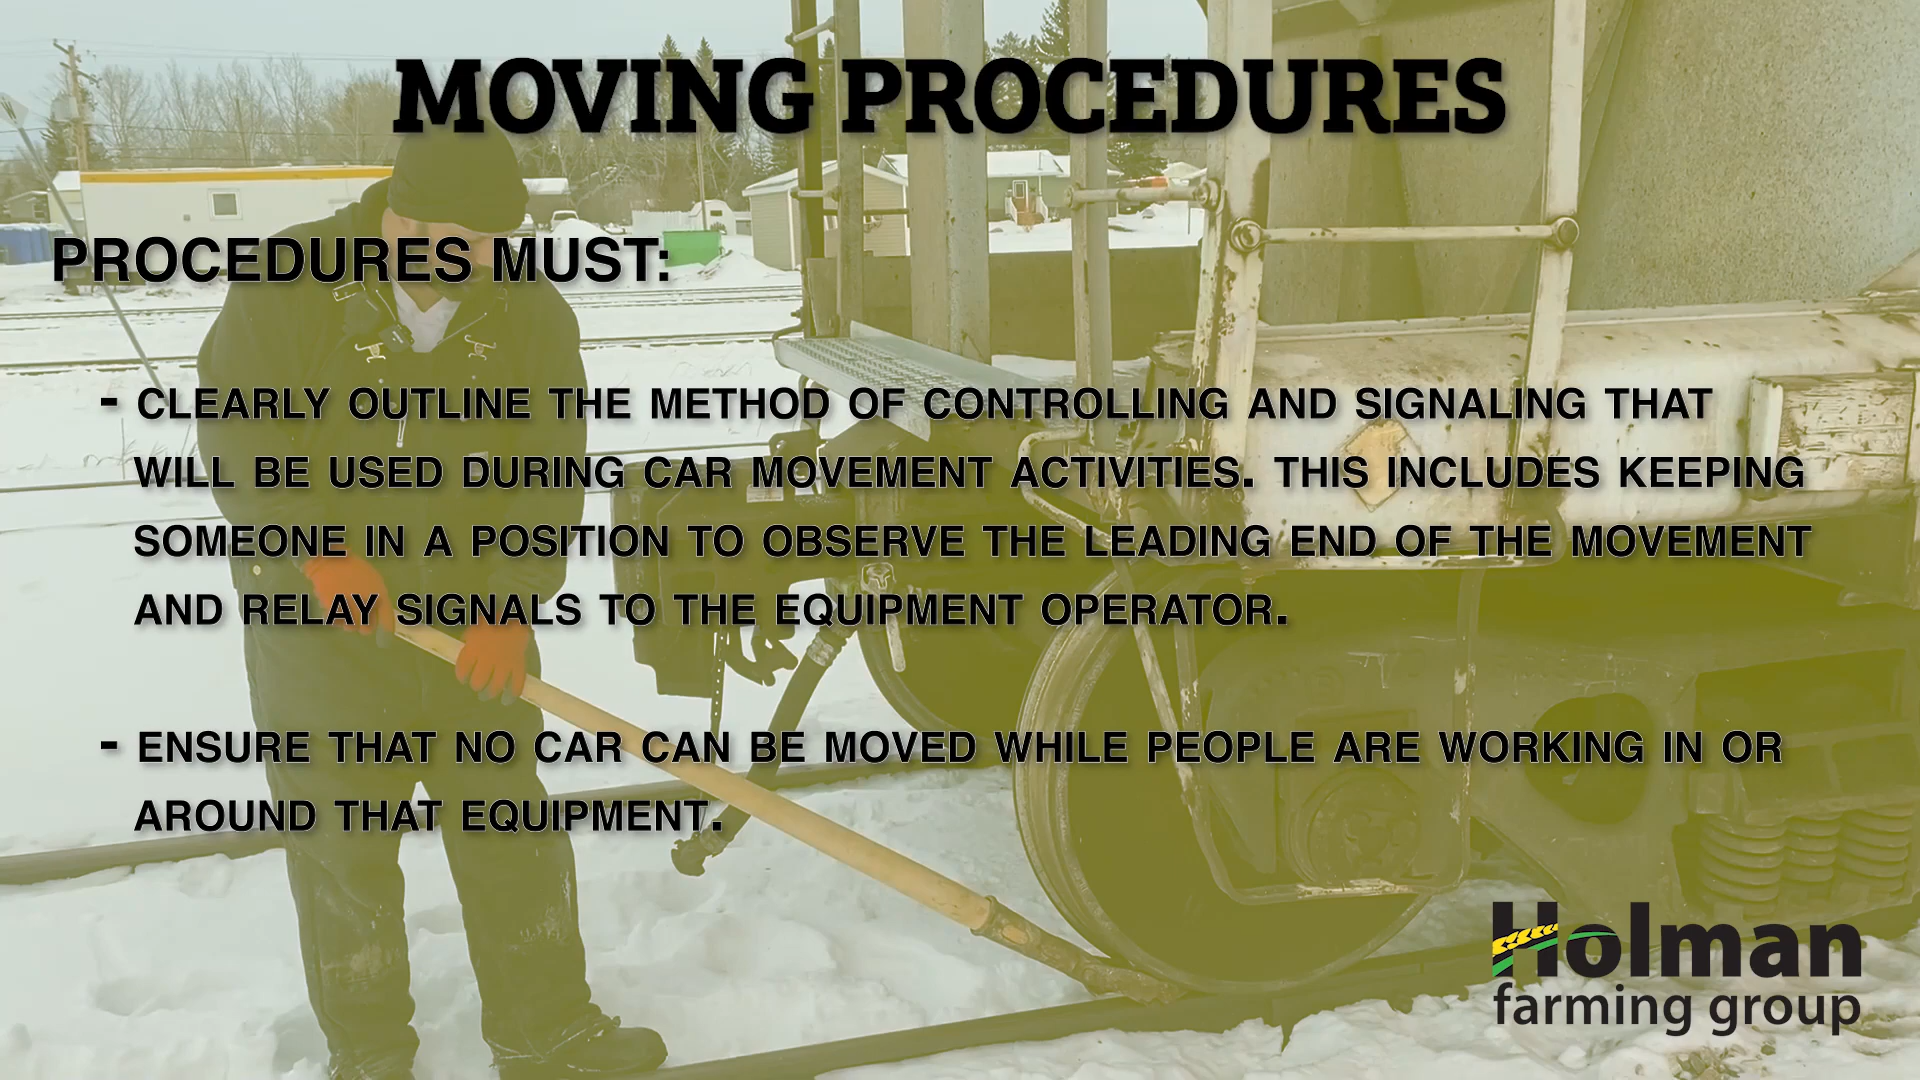 MOVING PROCEDURES
PROCEDURES MUST:
- CLEARLY OUTLINE THE METHOD OF CONTROLLING AND SIGNALING THAT
WILL BE USED DURING CAR MOVEMENT ACTIVITIES. THIS INCLUDES KEEPING
SOMEONE IN A POSITION TO OBSERVE THE LEADING END OF THE MOVEMENT
AND RELAY SIGNALS TO THE EQUIPMENT OPERATOR.
- ENSURE THAT NO CAR CAN BE MOVED WHILE PEOPLE ARE WORKING IN OR
AROUND THAT EQUIPMENT.
Holman
farming group